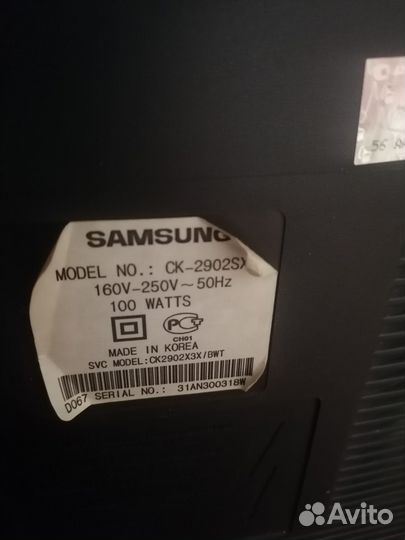 SAMSUNG
MODEL NO.: CK-2902SX
160V-250V~50Hz
100 WATTS
CH01
MADE IN KOREA
SVC MODEL:CK2902X3X/BWT
D067 SERIAL NO.: 31AN300318W
56
Avito